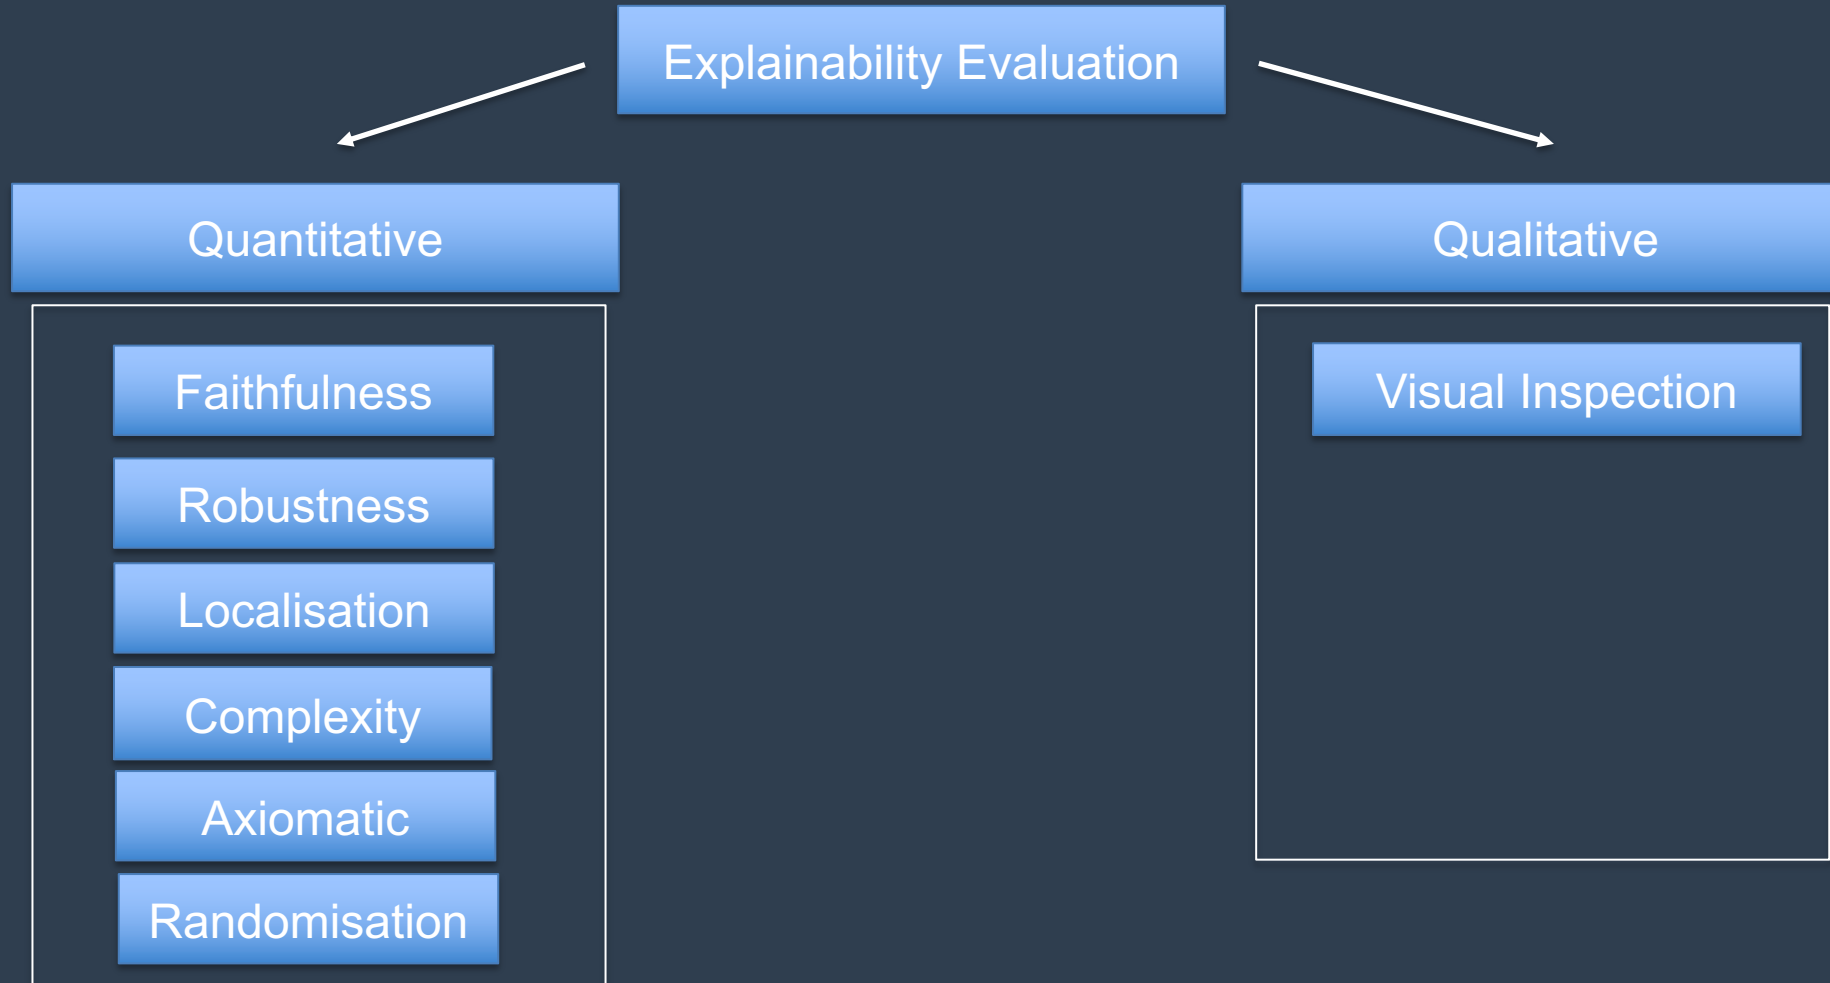 Explainability Evaluation
Quantitative
Qualitative
Faithfulness
Robustness
Localisation
Complexity
Axiomatic
Randomisation
Visual Inspection